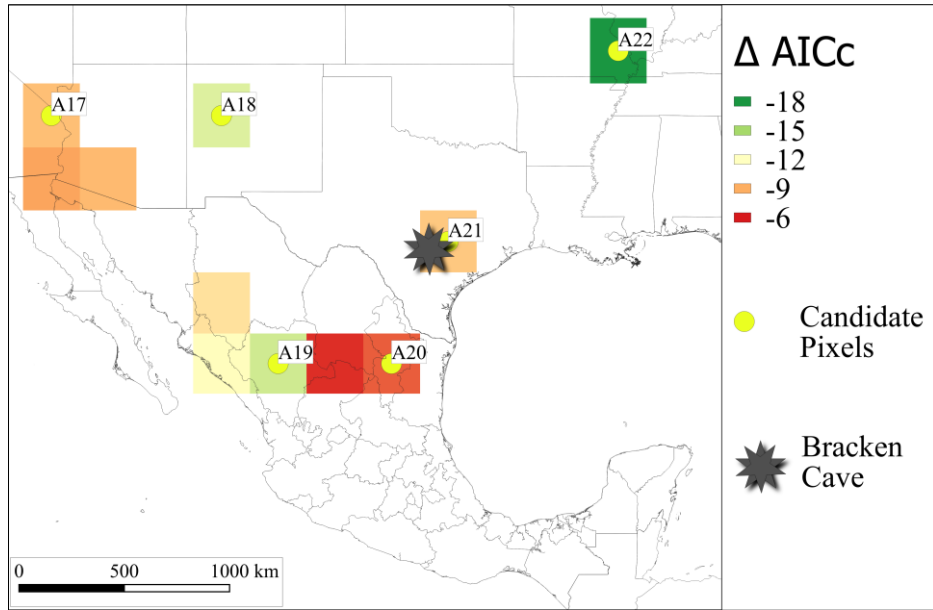 A22
A17
A18
A21
A19
A20
0 500 1000 km
Δ AICc
-18
-15
-12
-9
-6
Candidate
Pixels
Bracken
Cave